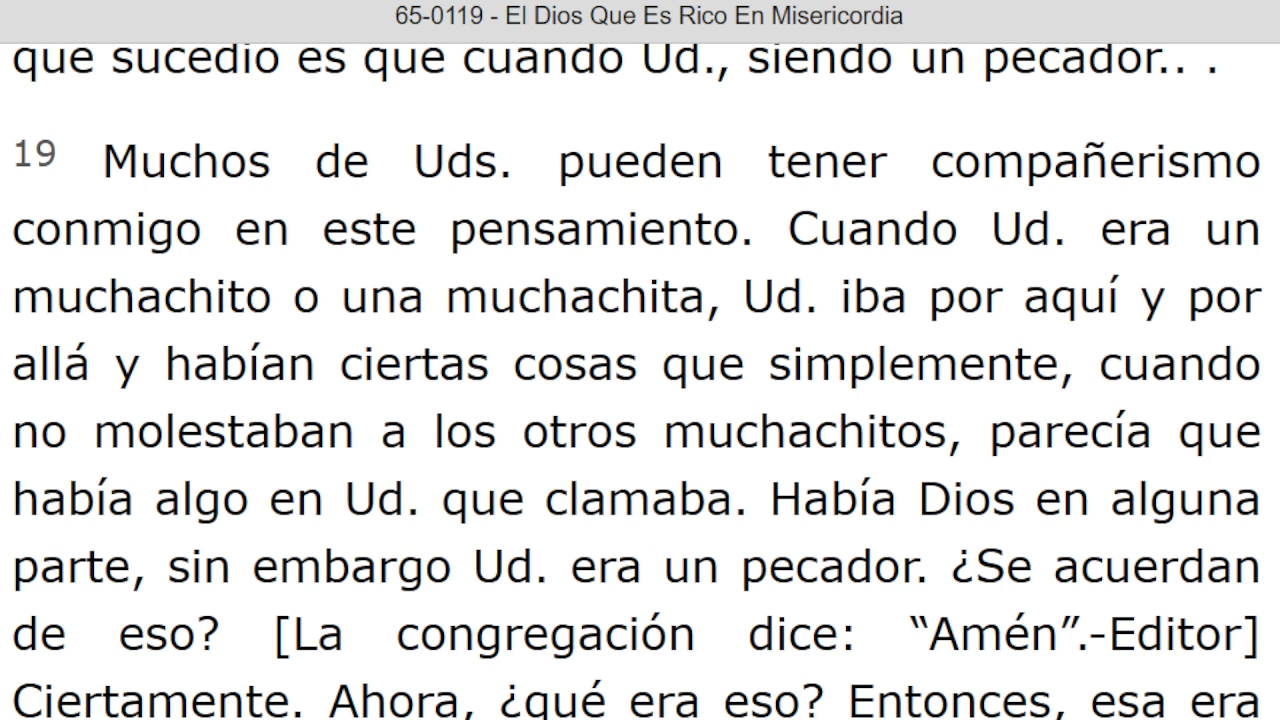 65-0119 - El Dios Que Es Rico En Misericordia
que sucedió es que cuando Ud., siendo un pecador.. .
19 Muchos de Uds. pueden tener compañerismo
conmigo en este pensamiento. Cuando Ud. era un
muchachito o una muchachita, Ud. iba por aquí y por
allá y habían ciertas cosas que simplemente, cuando
no molestaban a los otros muchachitos, parecía que
había algo en Ud. que clamaba. Había Dios en alguna
parte, sin embargo Ud. era un pecador. ¿Se acuerdan
de eso? [La congregación dice: “Amén”.-Editor]
Ciertamente. Ahora, ¿qué era eso? Entonces, esa era